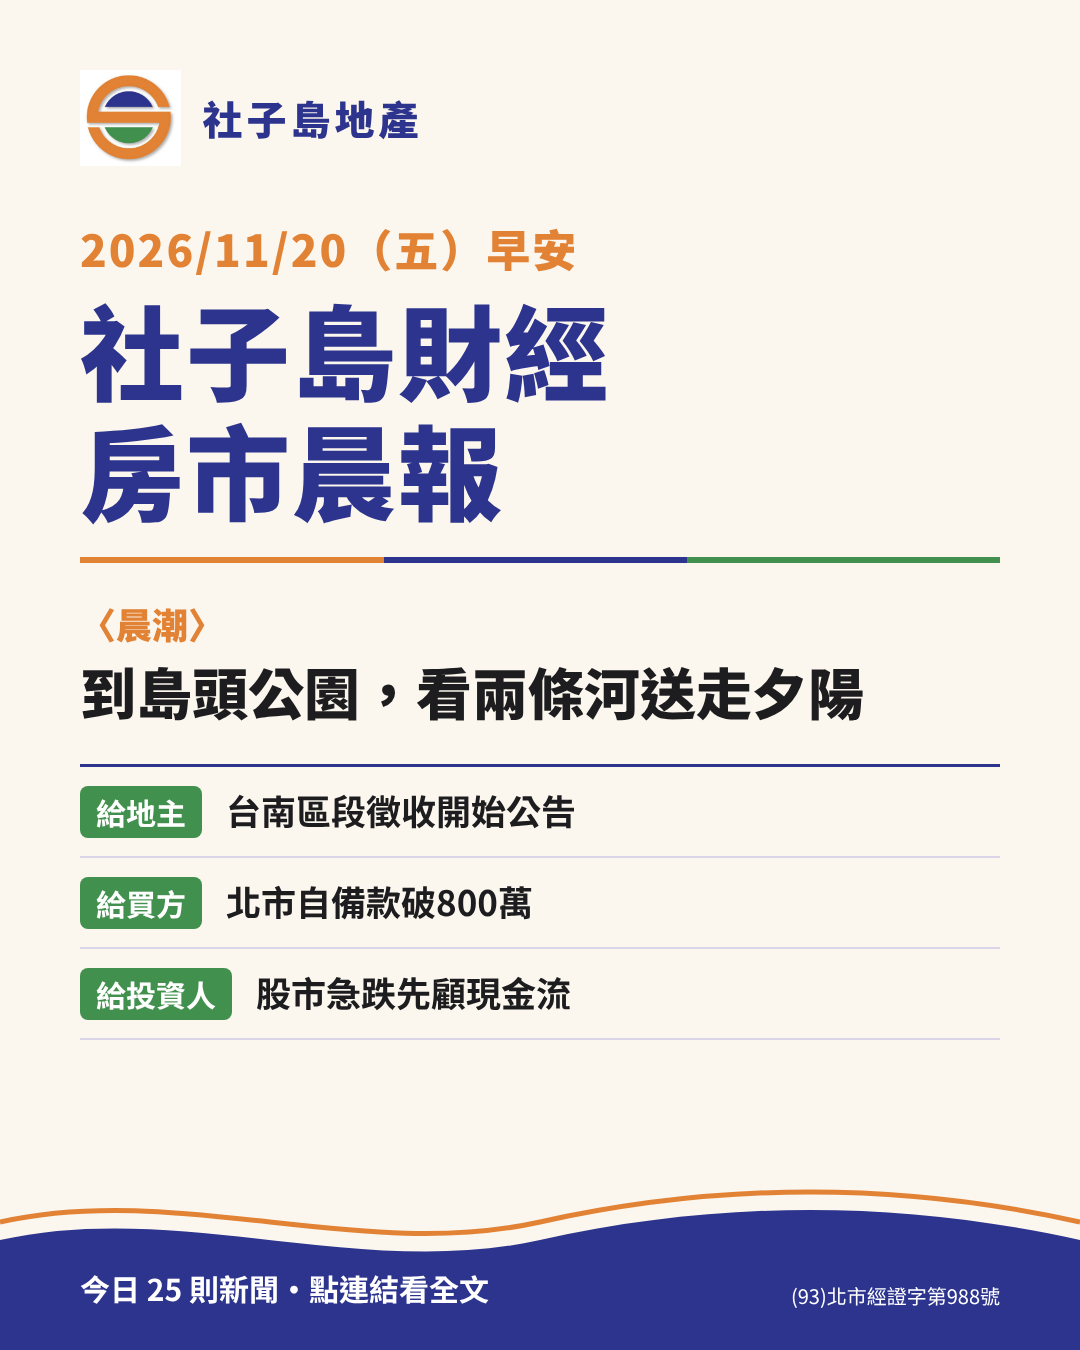 社子島地產
2026/11/20（五）早安
社子島財經
房市晨報
〈晨潮〉
到島頭公園，看兩條河送走夕陽
給地主 台南區段徵收開始公告
給買方 北市自備款破800萬
給投資人 股市急跌先顧現金流
今日 25 則新聞・點連結看全文
(93)北市經證字第988號